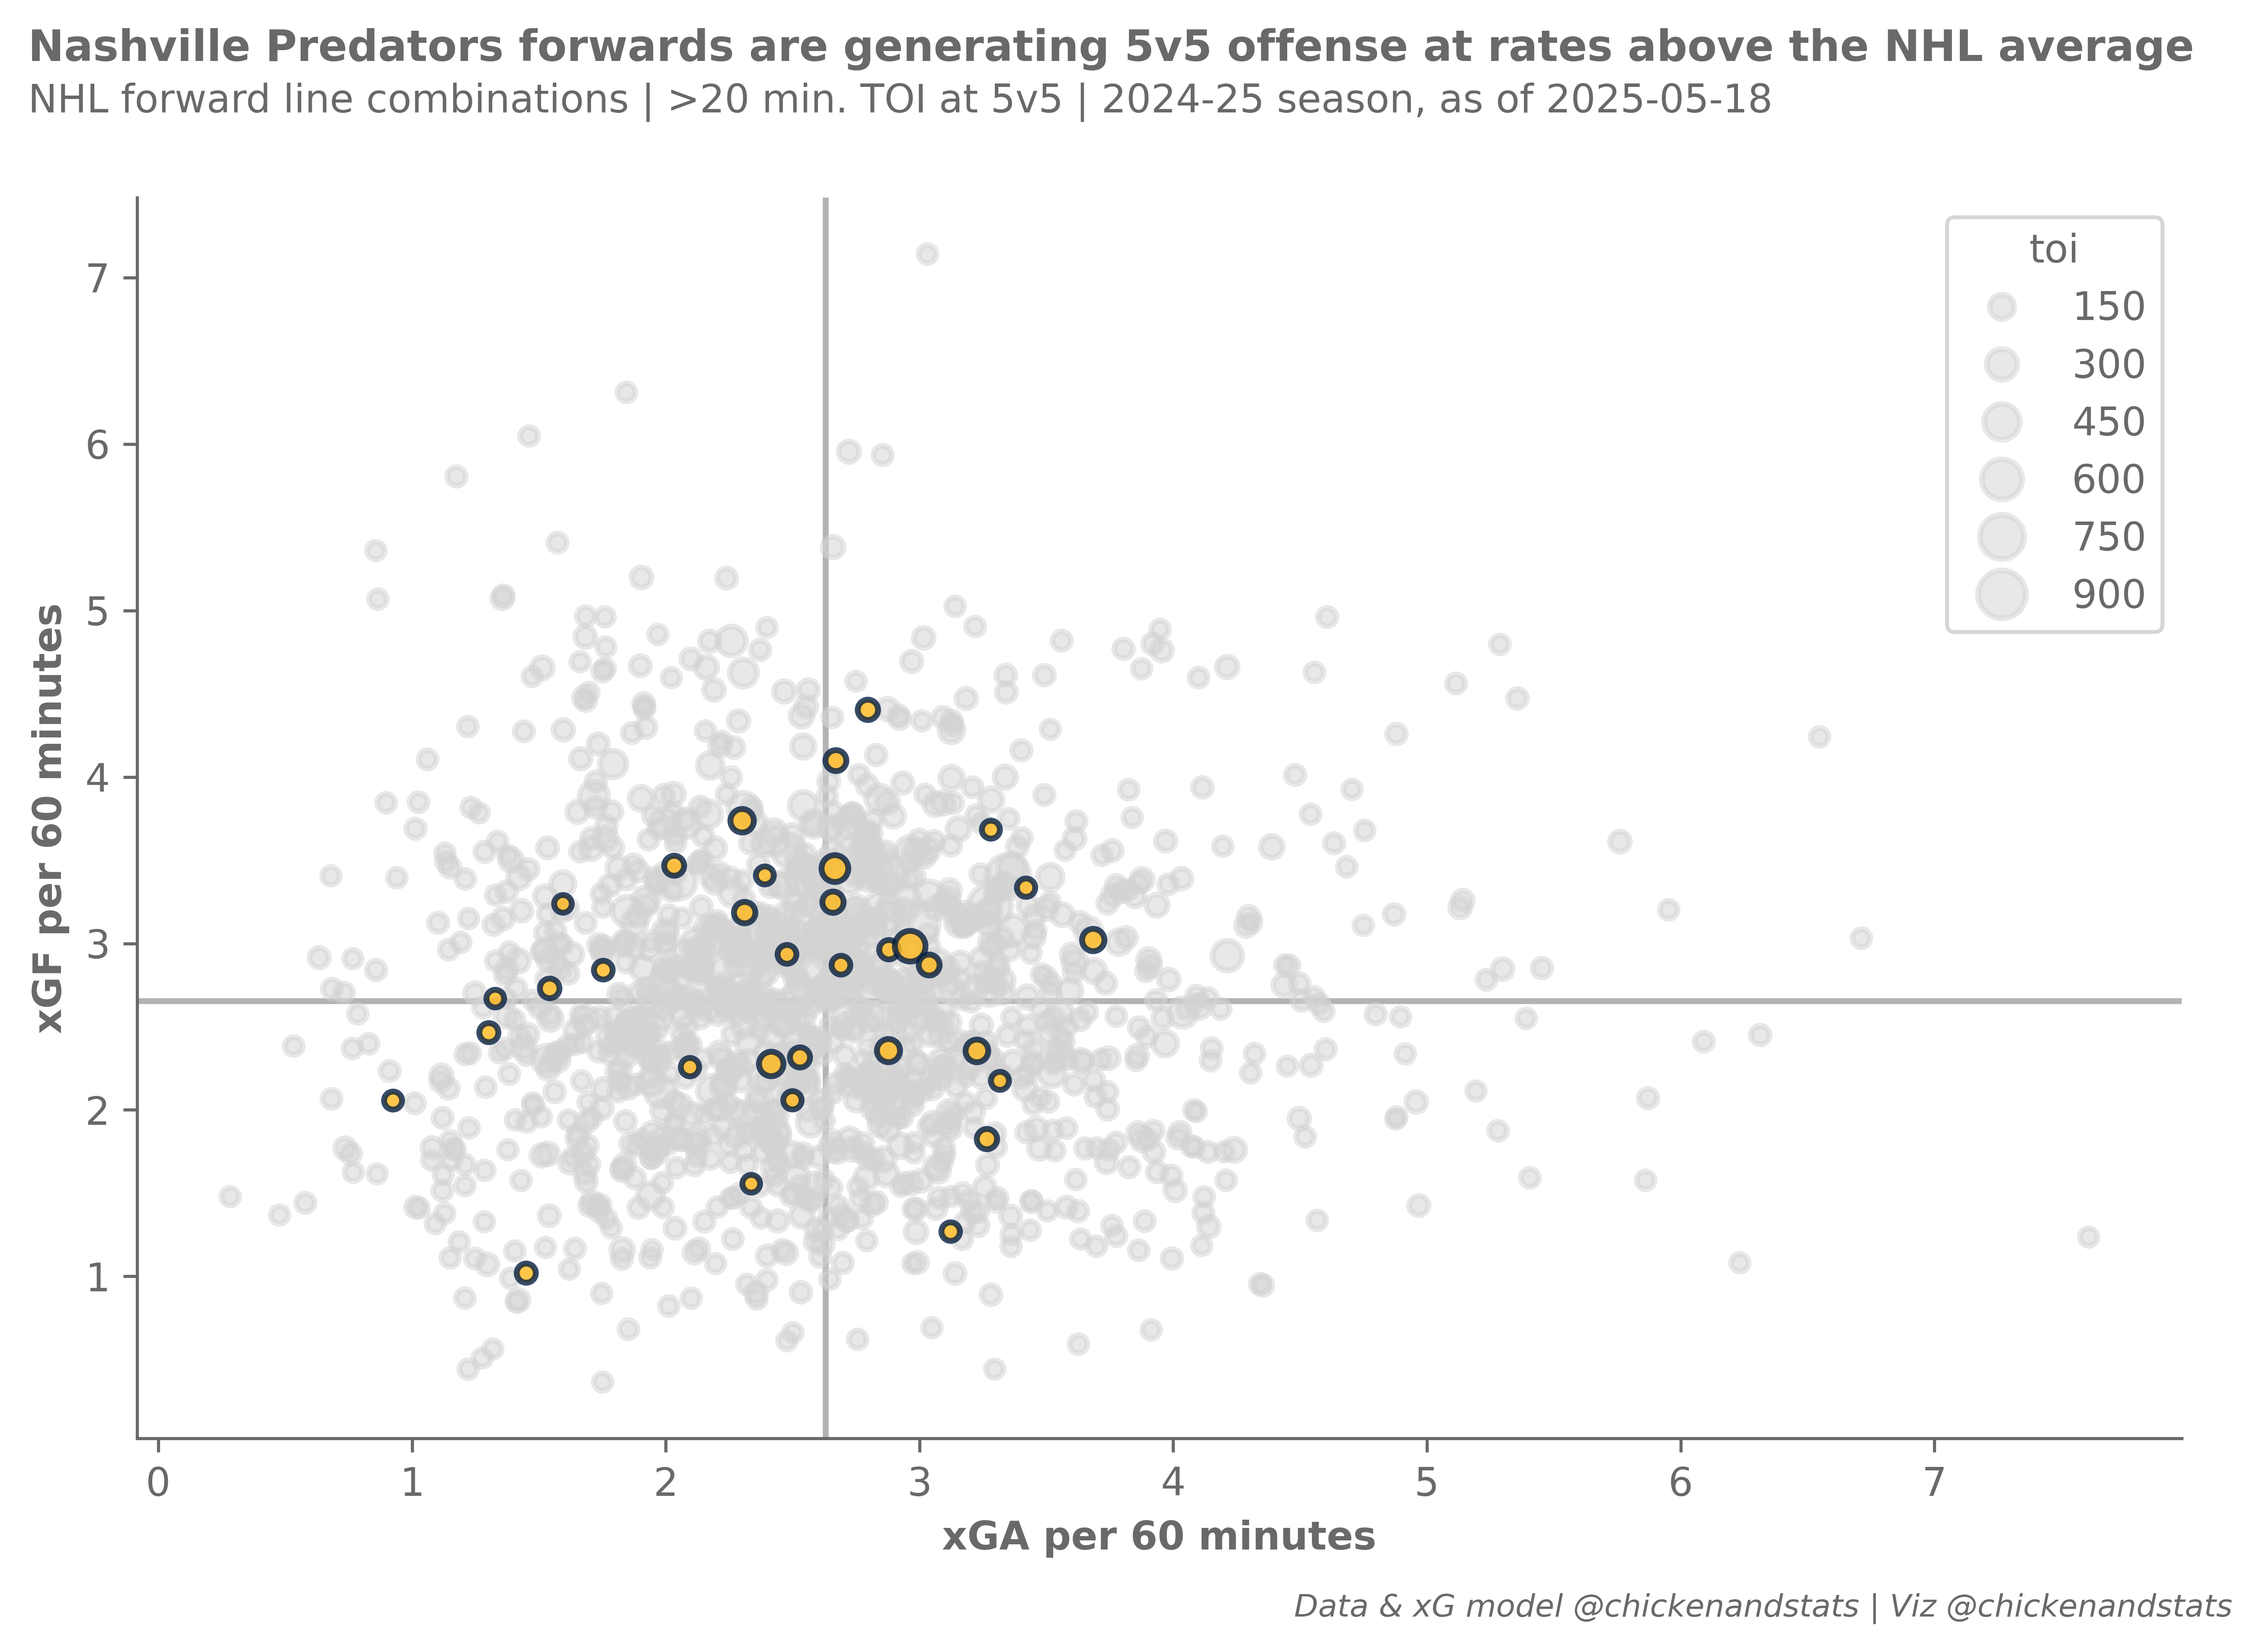 Nashville Predators forwards are generating 5v5 offense at rates above the NHL average
NHL forward line combinations | >20 min. TOI at 5v5 | 2024-25 season, as of 2025-05-18
toi
150
300
450
600
750
900
7
6
5
4
3
2
1
xGF per 60 minutes
0 1 2 3 4 5 6 7
xGA per 60 minutes
Data & xG model @chickenandstats | Viz @chickenandstats